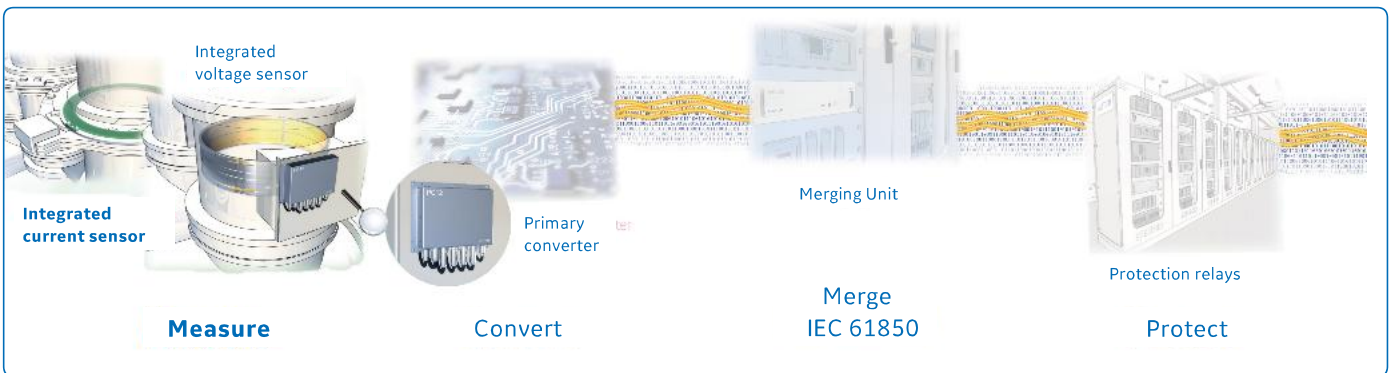 Integrated
voltage sensor
Integrated
current sensor
Primary
converter
Merging Unit
Protection relays
Measure
Convert
Merge
IEC 61850
Protect